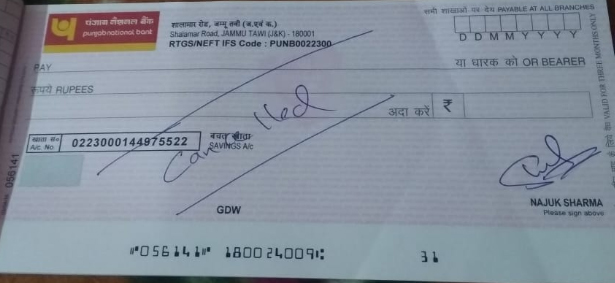 पंजाब नैशनल बैंक
punjab national bank
शालामार रोड, जम्मू तवी (ज.एवं क.)
Shalamar Road, JAMMU TAWI (J&K) - 180001
RTGS/NEFT IFS Code : PUNB0022300
सभी शाखाओं पर देय PAYABLE AT ALL BRANCHES
D D M M Y Y Y Y
PAY
या धारक को OR BEARER
रुपये RUPEES
अदा करें ₹
Cancelled
खाता सं०
A/c. No
0223000144975522
बचत खाता
SAVINGS A/c
056141
VALID FOR THREE MONTHS ONLY
GDW
NAJUK SHARMA
Please sign above
⑈056141⑈ 180024009⑆ 31